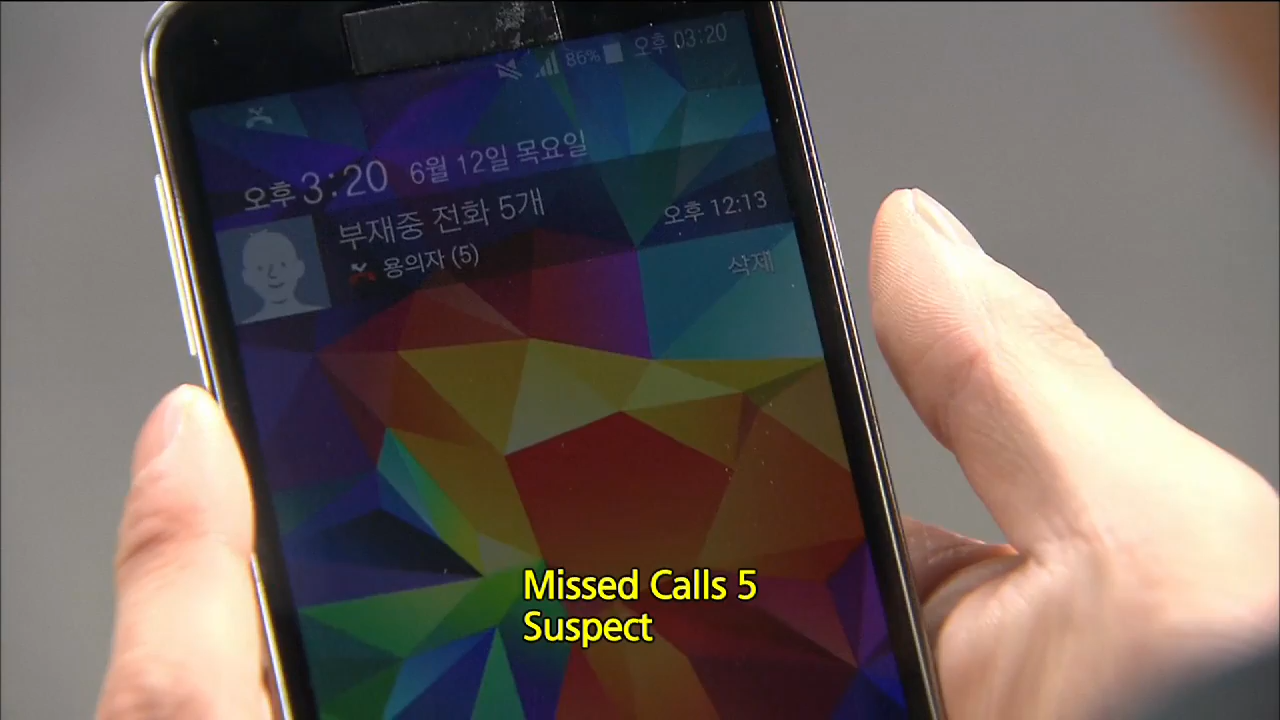 86% 오후 03:20
오후 3:20 6월 12일 목요일
부재중 전화 5개 오후 12:13
용의자 (5)
삭제
Missed Calls 5
Suspect